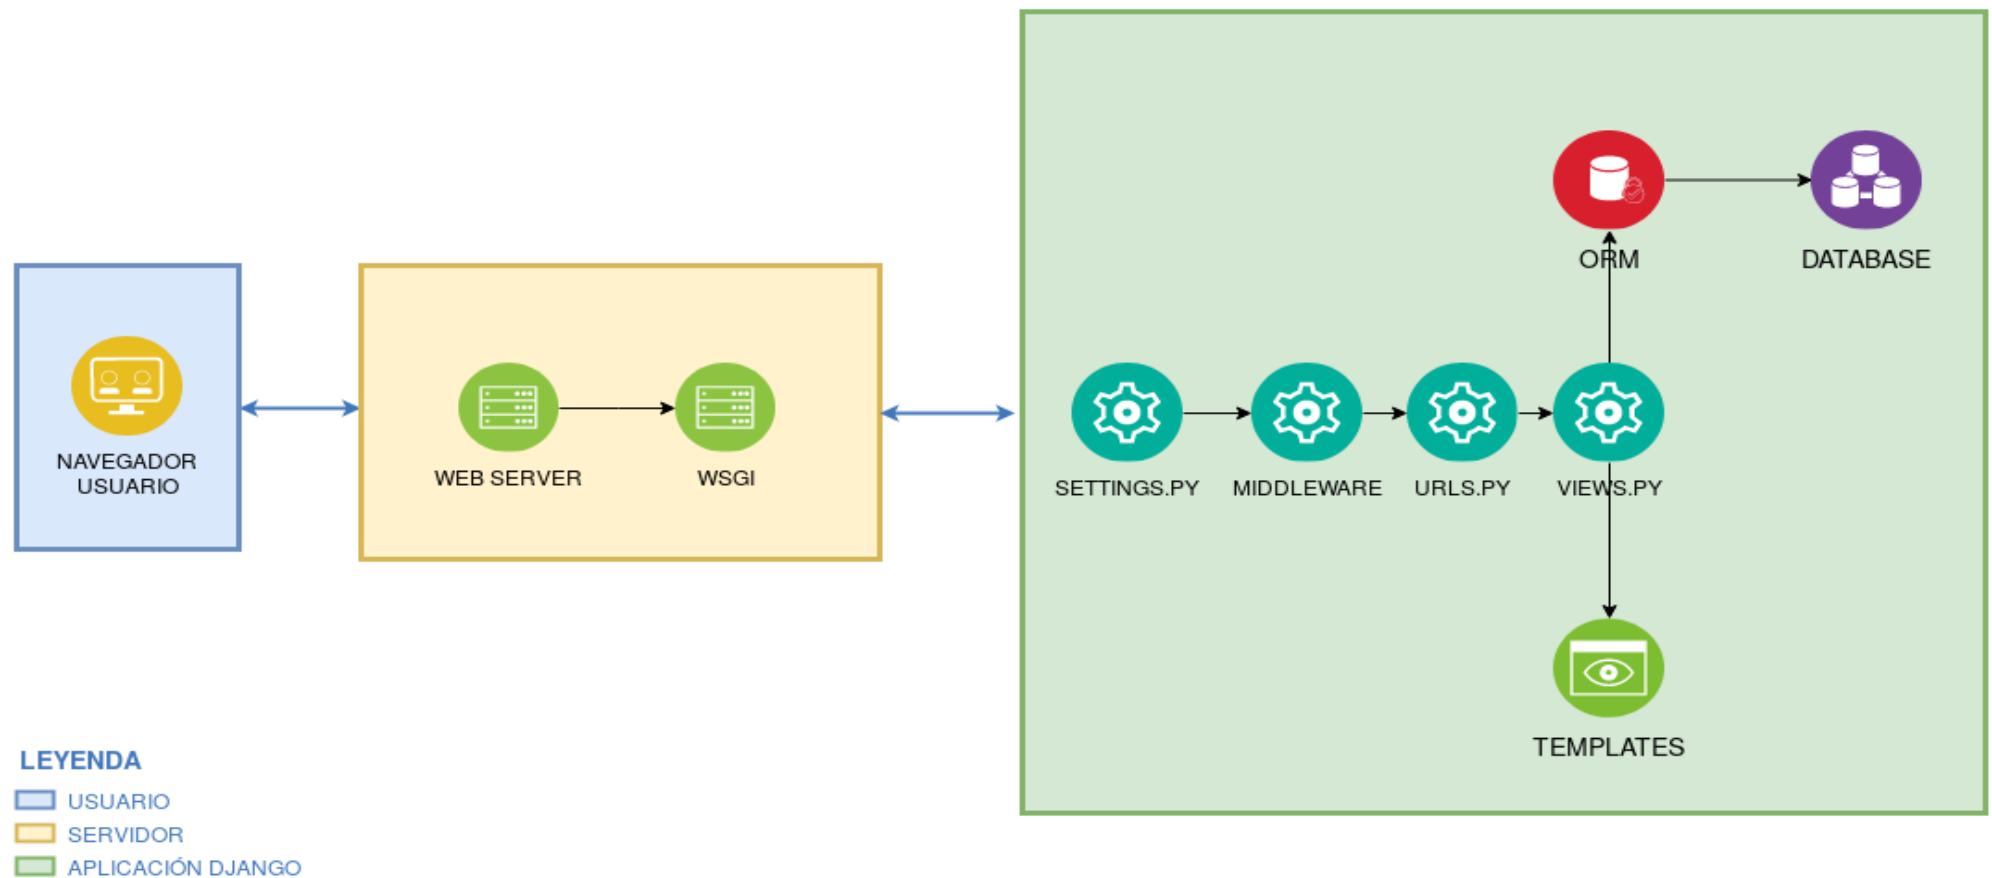 NAVEGADOR
USUARIO
WEB SERVER
WSGI
ORM
DATABASE
SETTINGS.PY
MIDDLEWARE
URLS.PY
VIEWS.PY
TEMPLATES
LEYENDA
USUARIO
SERVIDOR
APLICACIÓN DJANGO